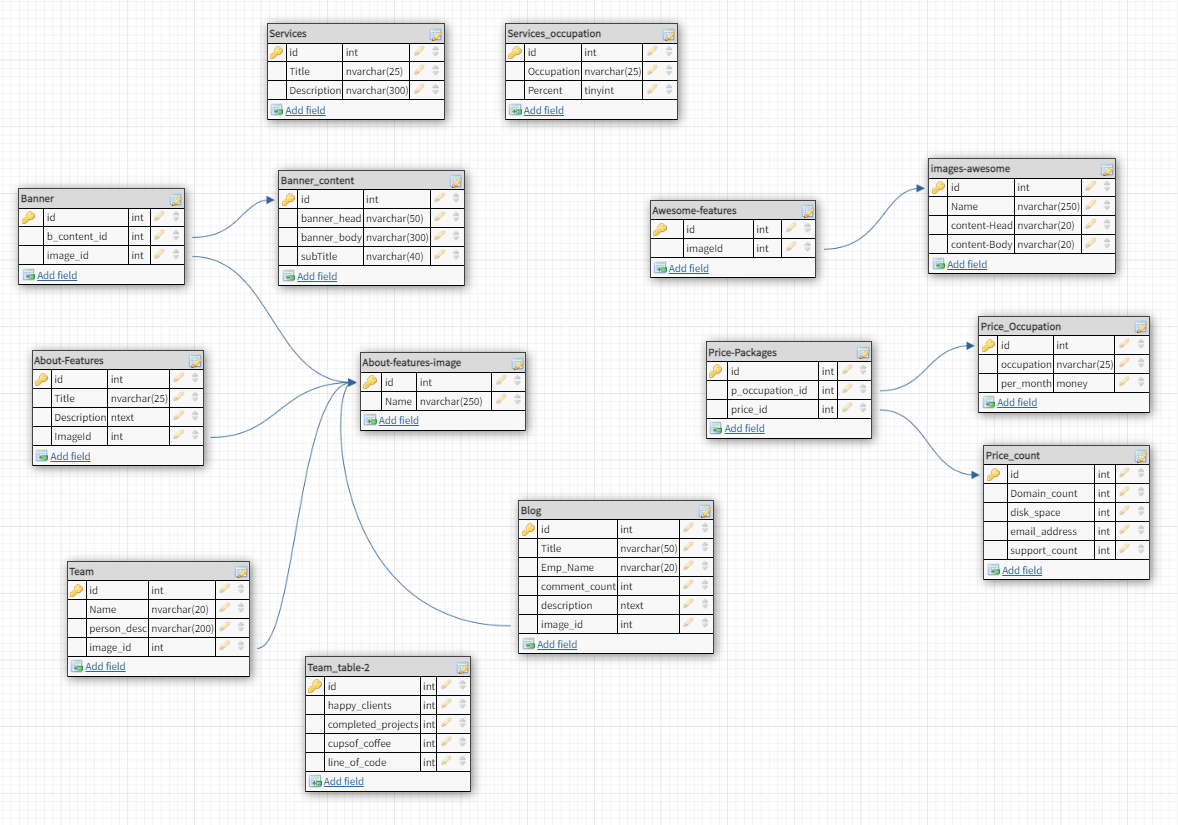 Services
id int
Title nvarchar(25)
Description nvarchar(300)
Add field
Services_occupation
id int
Occupation nvarchar(25)
Percent tinyint
Add field
Banner
id int
b_content_id int
image_id int
Add field
Banner_content
id int
banner_head nvarchar(50)
banner_body nvarchar(300)
subTitle nvarchar(40)
Add field
Awesome-features
id int
imageId int
Add field
images-awesome
id int
Name nvarchar(250)
content-Head nvarchar(20)
content-Body nvarchar(20)
Add field
About-Features
id int
Title nvarchar(25)
Description ntext
ImageId int
Add field
About-features-image
id int
Name nvarchar(250)
Add field
Price-Packages
id int
p_occupation_id int
price_id int
Add field
Price_Occupation
id int
occupation nvarchar(25)
per_month money
Add field
Price_count
id int
Domain_count int
disk_space int
email_address int
support_count int
Add field
Blog
id int
Title nvarchar(50)
Emp_Name nvarchar(20)
comment_count int
description ntext
image_id int
Add field
Team
id int
Name nvarchar(20)
person_desc nvarchar(200)
image_id int
Add field
Team_table-2
id int
happy_clients int
completed_projects int
cupsof_coffee int
line_of_code int
Add field